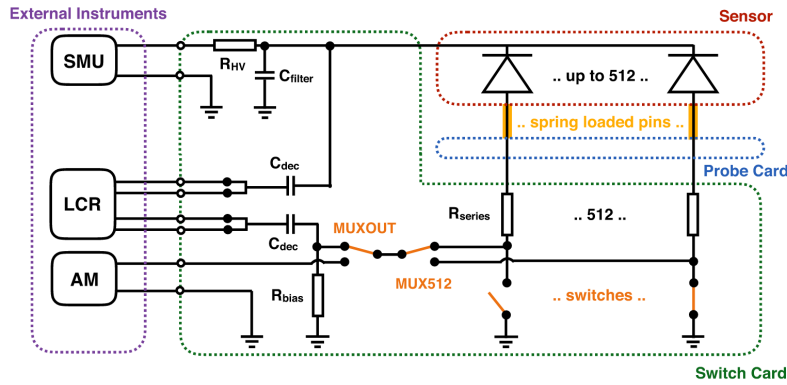 External Instruments
Sensor
SMU
R_HV
C_filter
.. up to 512 ..
.. spring loaded pins ..
Probe Card
LCR
C_dec
C_dec
R_series
.. 512 ..
MUXOUT
AM
MUX512
R_bias
.. switches ..
Switch Card